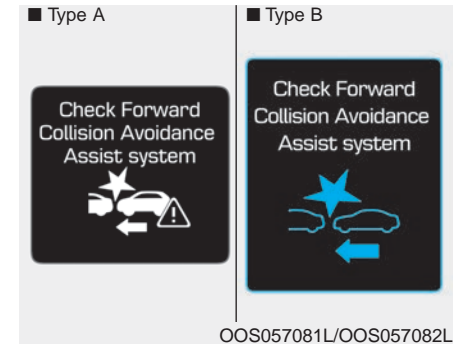 ■ Type A
■ Type B
Check Forward
Collision Avoidance
Assist system
Check Forward
Collision Avoidance
Assist system
OOS057081L/OOS057082L